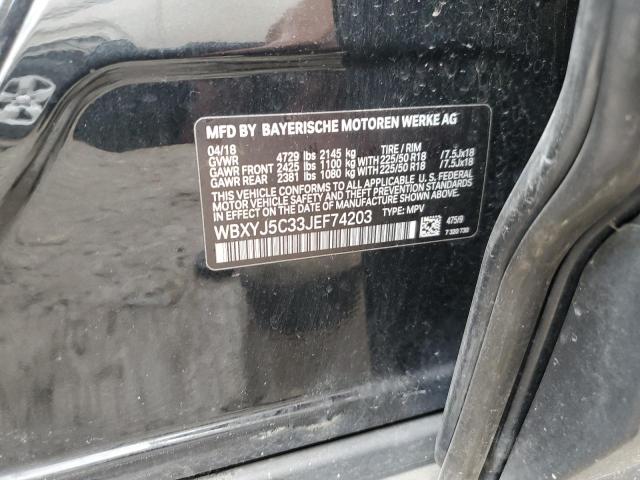 MFD BY BAYERISCHE MOTOREN WERKE AG
04/18 TIRE / RIM
GVWR 4729 lbs 2145 kg
GAWR FRONT 2425 lbs 1100 kg WITH 225/50 R18 /7.5Jx18
GAWR REAR 2381 lbs 1080 kg WITH 225/50 R18 /7.5Jx18
THIS VEHICLE CONFORMS TO ALL APPLICABLE U.S. FEDERAL
MOTOR VEHICLE SAFETY AND THEFT PREVENTION STANDARDS
IN EFFECT ON THE DATE OF MANUFACTURE SHOWN ABOVE.
WBXYJ5C33JEF74203 TYPE: MPV
475/9